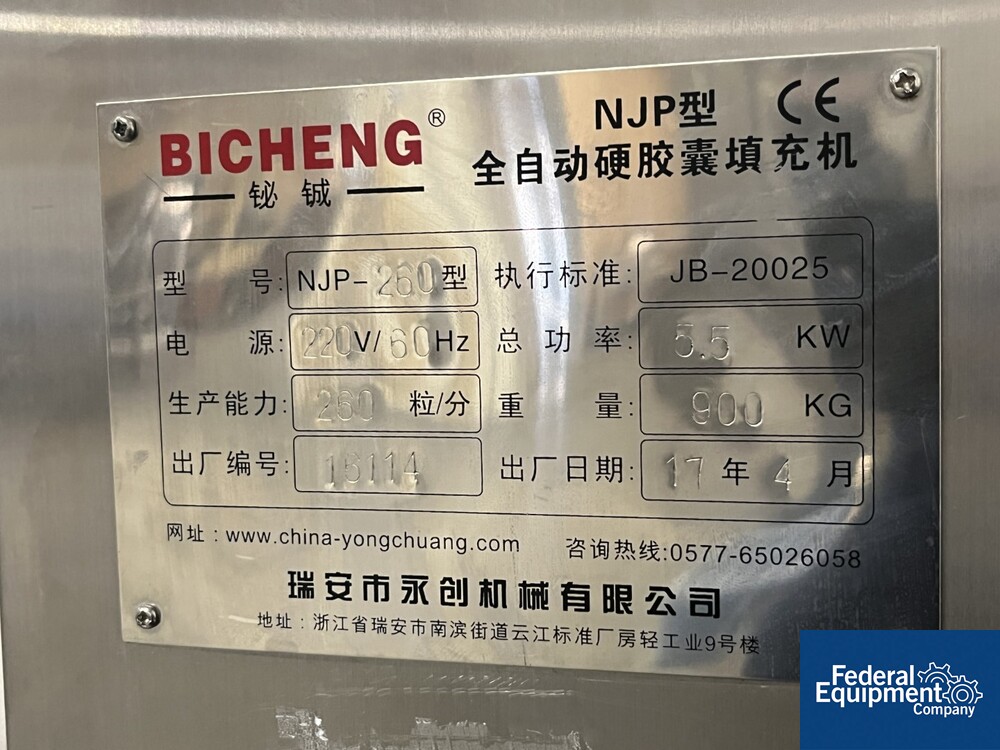 BICHENG®
铋铖
NJP型 CE
全自动硬胶囊填充机
型号: NJP-260型 执行标准: JB-20025
电源: 220V/60Hz 总功率: 5.5 KW
生产能力: 260 粒/分 重量: 900 KG
出厂编号: 16114 出厂日期: 17年4月
网址:www.china-yongchuang.com 咨询热线:0577-65026058
瑞安市永创机械有限公司
地址:浙江省瑞安市南滨街道云江标准厂房轻工业9号楼
Federal
Equipment
Company